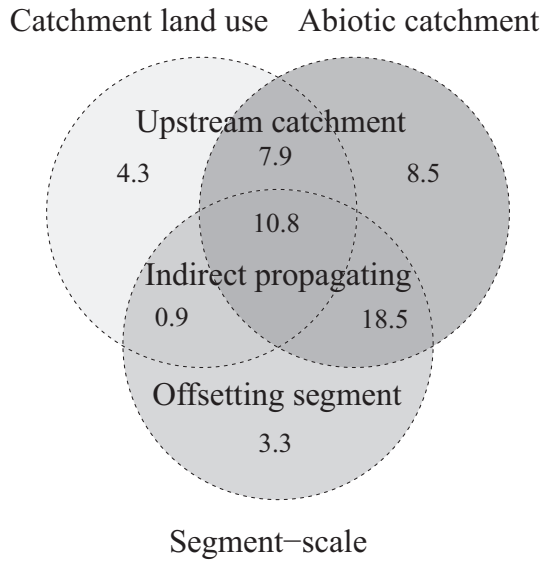 Catchment land use Abiotic catchment
Upstream catchment
7.9
4.3 8.5
10.8
Indirect propagating
0.9 18.5
Offsetting segment
3.3
Segment−scale